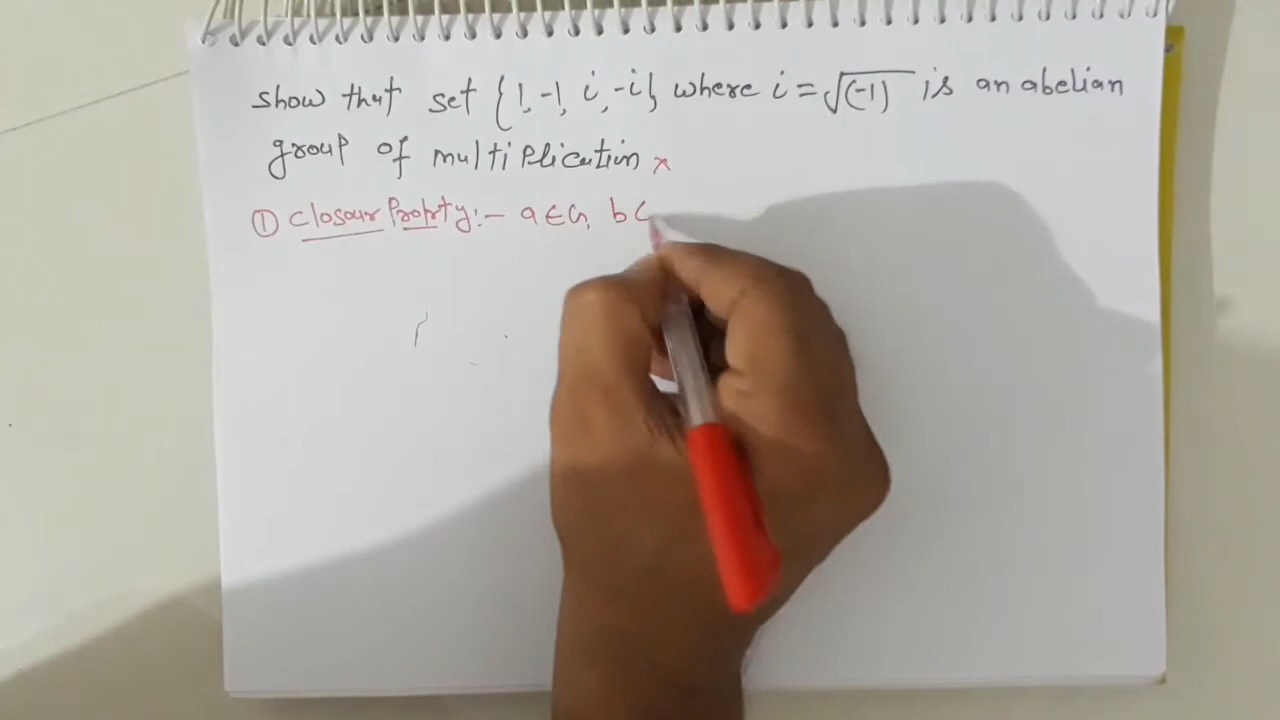 show that set {1,-1, i,-i}, where i = √(-1) is an abelian
group of multiplication ×
① Closour Proprty:- a∈G, b